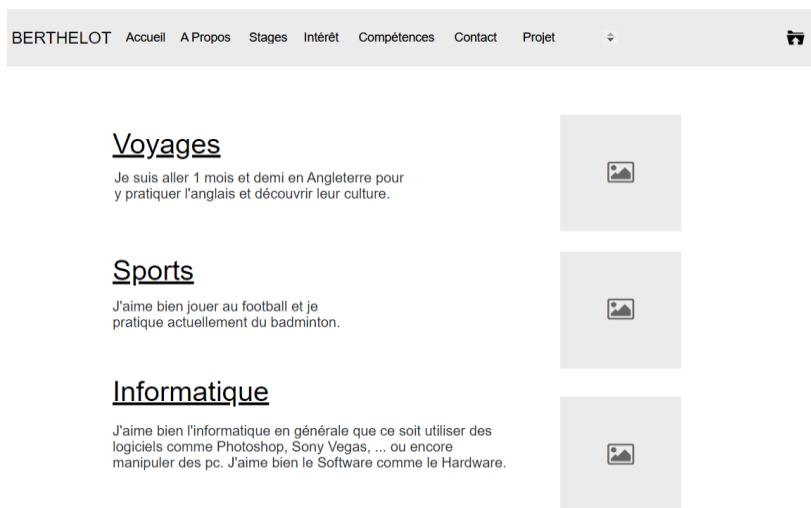 BERTHELOT Accueil A Propos Stages Intérêt Compétences Contact Projet
Voyages
Je suis aller 1 mois et demi en Angleterre pour
y pratiquer l'anglais et découvrir leur culture.
Sports
J'aime bien jouer au football et je
pratique actuellement du badminton.
Informatique
J'aime bien l'informatique en générale que ce soit utiliser des
logiciels comme Photoshop, Sony Vegas, ... ou encore
manipuler des pc. J'aime bien le Software comme le Hardware.